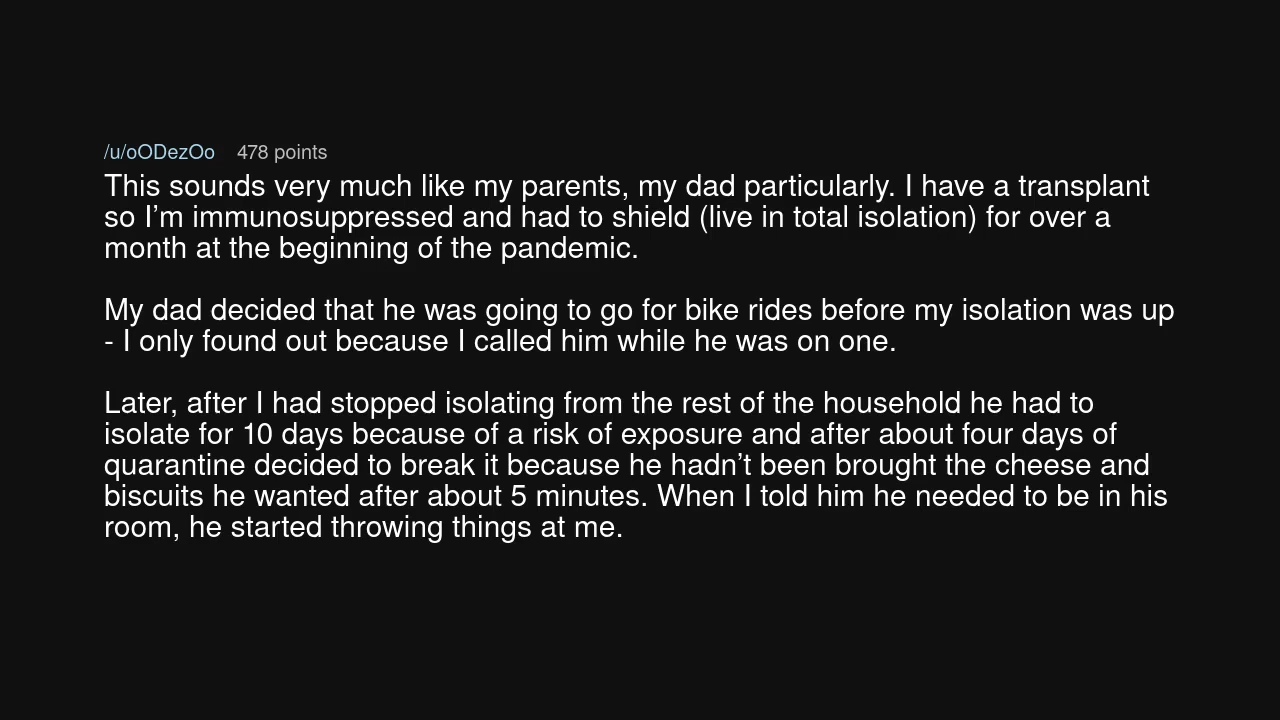 /u/oODezOo 478 points
This sounds very much like my parents, my dad particularly. I have a transplant
so I’m immunosuppressed and had to shield (live in total isolation) for over a
month at the beginning of the pandemic.
My dad decided that he was going to go for bike rides before my isolation was up
- I only found out because I called him while he was on one.
Later, after I had stopped isolating from the rest of the household he had to
isolate for 10 days because of a risk of exposure and after about four days of
quarantine decided to break it because he hadn’t been brought the cheese and
biscuits he wanted after about 5 minutes. When I told him he needed to be in his
room, he started throwing things at me.